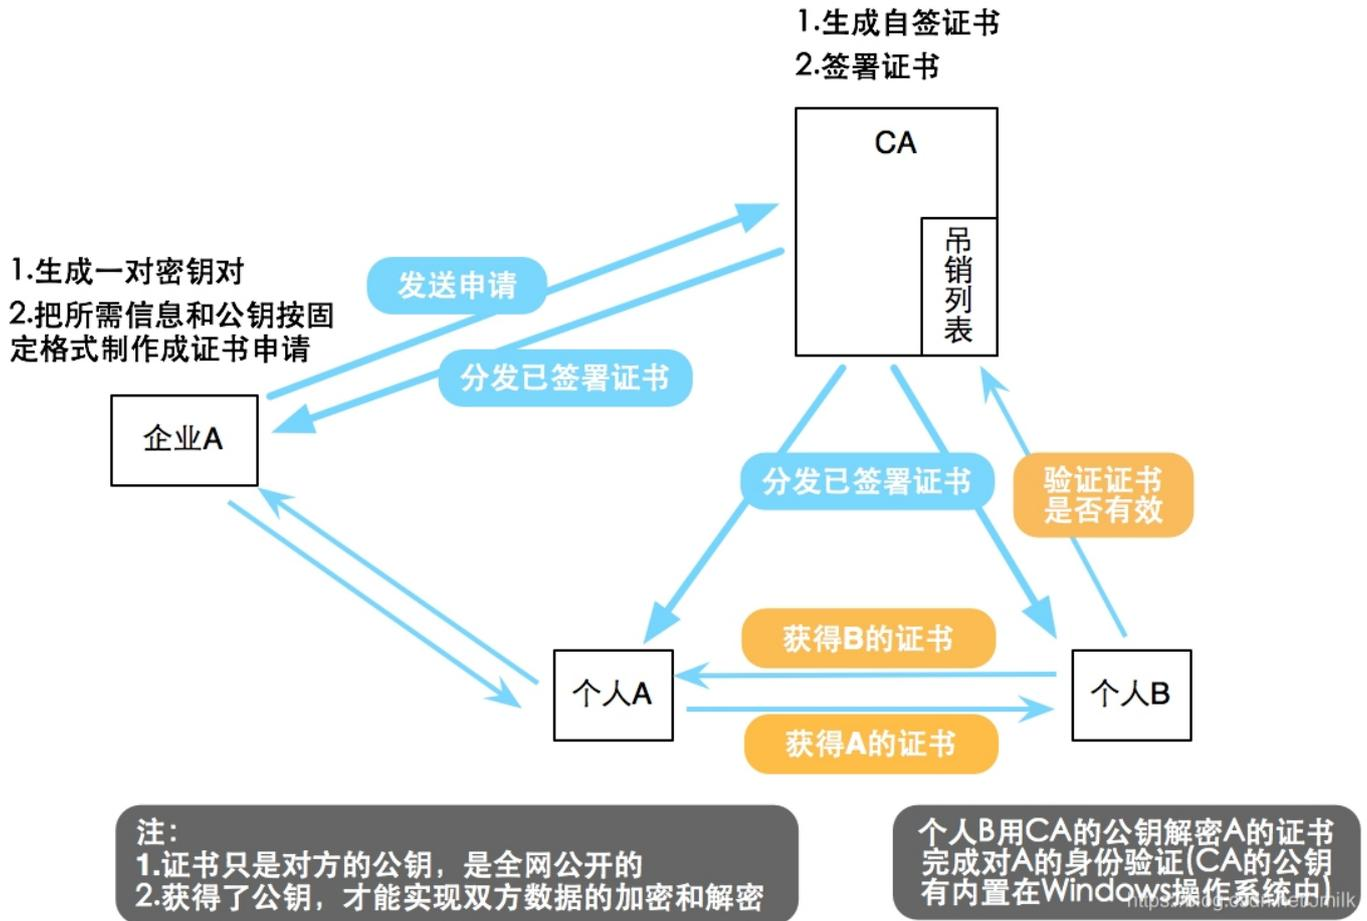 1.生成自签证书
2.签署证书
CA
吊
销
列
表
1.生成一对密钥对
2.把所需信息和公钥按固
定格式制作成证书申请
发送申请
分发已签署证书
企业A
分发已签署证书
验证证书
是否有效
获得B的证书
个人A
个人B
获得A的证书
注:
1.证书只是对方的公钥，是全网公开的
2.获得了公钥，才能实现双方数据的加密和解密
个人B用CA的公钥解密A的证书
完成对A的身份验证(CA的公钥
有内置在Windows操作系统中)